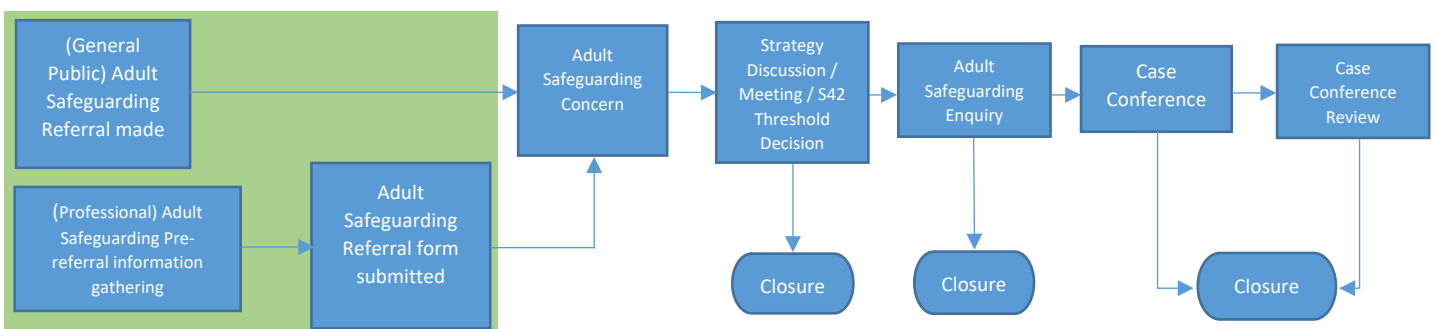 (General
Public) Adult
Safeguarding
Referral made
(Professional) Adult
Safeguarding Pre-
referral information
gathering
Adult
Safeguarding
Referral form
submitted
Adult
Safeguarding
Concern
Strategy
Discussion /
Meeting / S42
Threshold
Decision
Closure
Adult
Safeguarding
Enquiry
Closure
Case
Conference
Case
Conference
Review
Closure